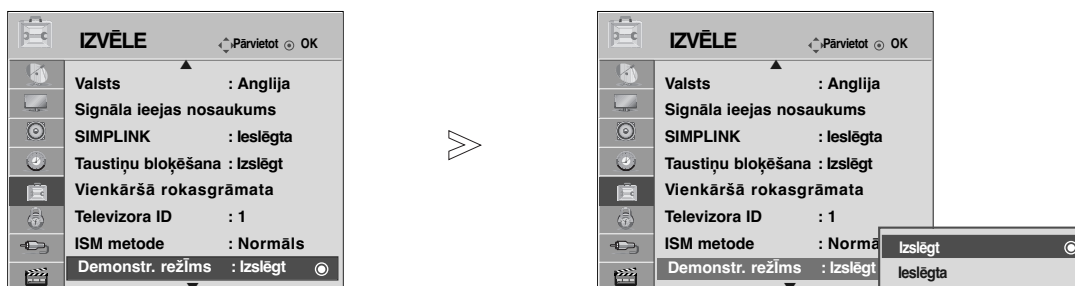 IZVĒLE Pārvietot OK
Valsts : Anglija
Signāla ieejas nosaukums
SIMPLINK : Ieslēgta
Taustiņu bloķēšana : Izslēgt
Vienkāršā rokasgrāmata
Televizora ID : 1
ISM metode : Normāls
Demonstr. režĪms : Izslēgt
IZVĒLE Pārvietot OK
Valsts : Anglija
Signāla ieejas nosaukums
SIMPLINK : Ieslēgta
Taustiņu bloķēšana : Izslēgt
Vienkāršā rokasgrāmata
Televizora ID : 1
ISM metode : Normā
Demonstr. režĪms : Izslēgt
Izslēgt
Ieslēgta